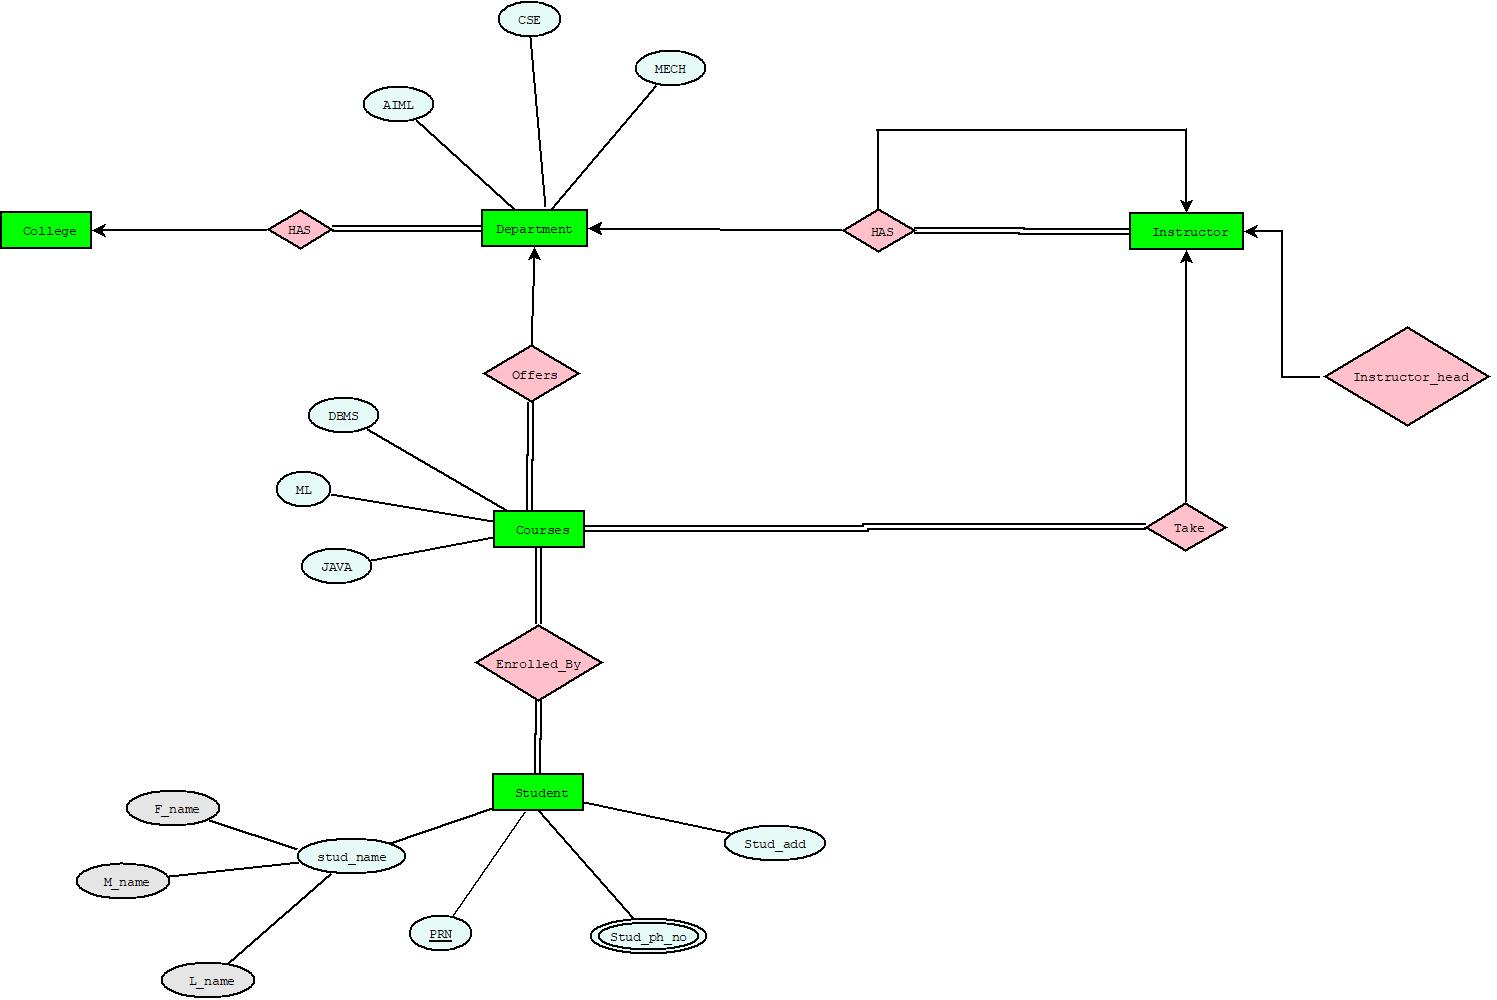 CSE
MECH
AIML
College
HAS
Department
HAS
Instructor
Offers
Instructor_head
DBMS
ML
Courses
Take
JAVA
Enrolled_By
Student
F_name
stud_name
Stud_add
M_name
PRN
Stud_ph_no
L_name